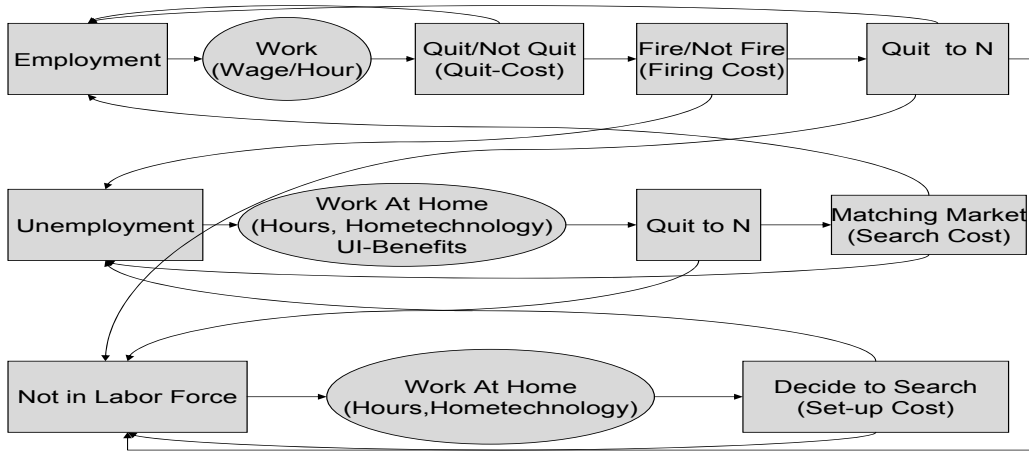 Employment
Work
(Wage/Hour)
Quit/Not Quit
(Quit-Cost)
Fire/Not Fire
(Firing Cost)
Quit to N
Unemployment
Work At Home
(Hours, Hometechnology)
UI-Benefits
Quit to N
Matching Market
(Search Cost)
Not in Labor Force
Work At Home
(Hours,Hometechnology)
Decide to Search
(Set-up Cost)